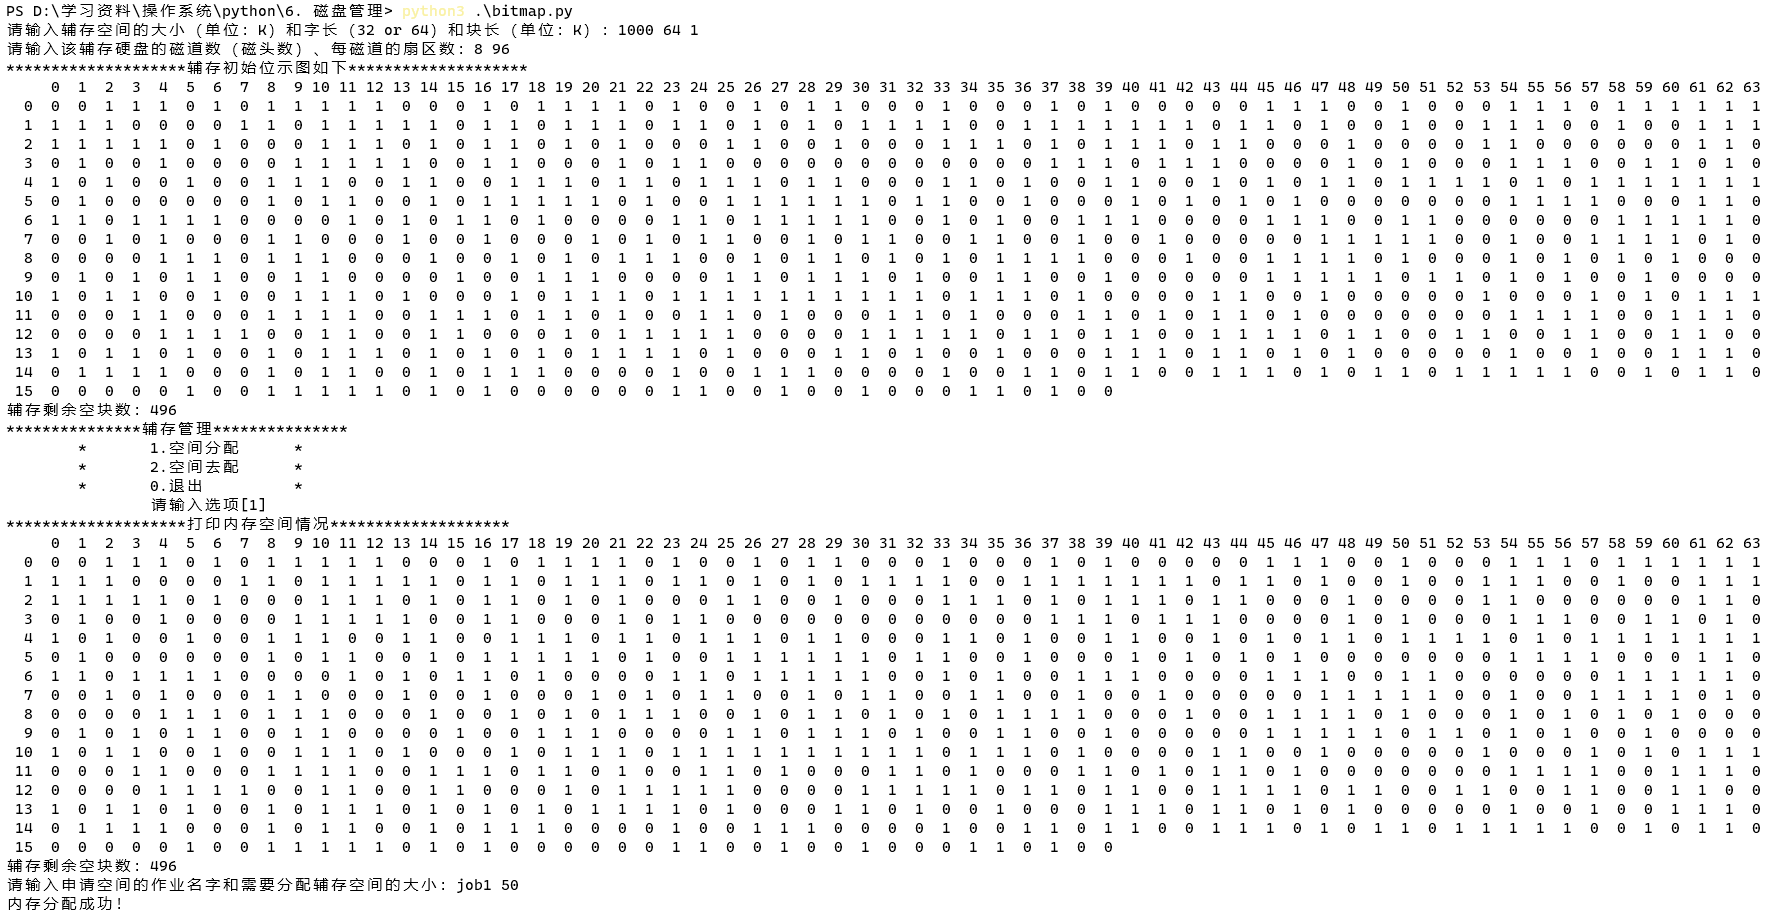 PS D:\学习资料\操作系统\python\6. 磁盘管理> python3 .\bitmap.py
请输入辅存空间的大小 (单位: K) 和字长 (32 or 64) 和块长 (单位: K) : 1000 64 1
请输入该辅存硬盘的磁道数 (磁头数) 、每磁道的扇区数: 8 96
********************辅存初始位示图如下********************
0 1 2 3 4 5 6 7 8 9 10 11 12 13 14 15 16 17 18 19 20 21 22 23 24 25 26 27 28 29 30 31 32 33 34 35 36 37 38 39 40 41 42 43 44 45 46 47 48 49 50 51 52 53 54 55 56 57 58 59 60 61 62 63
0 0 0 1 1 1 0 1 0 1 1 1 1 1 0 0 0 1 0 1 1 1 1 0 1 0 0 1 0 1 1 0 0 0 1 0 0 0 1 0 1 0 0 0 0 0 1 1 1 0 0 1 0 0 0 1 1 1 0 1 1 1 1 1 1
1 1 1 1 0 0 0 0 1 1 0 1 1 1 1 1 0 1 1 0 1 1 1 0 1 1 0 1 0 1 0 1 1 1 1 0 0 1 1 1 1 1 1 1 0 1 1 0 1 0 0 1 0 0 1 1 1 0 0 1 0 0 1 1 1
2 1 1 1 1 1 0 1 0 0 0 1 1 1 0 1 0 1 1 0 1 0 1 0 0 0 1 1 0 0 1 0 0 0 1 1 1 0 1 0 1 1 1 0 1 1 0 0 0 1 0 0 0 0 1 1 0 0 0 0 0 0 1 1 0
3 0 1 0 0 1 0 0 0 0 1 1 1 1 1 0 0 1 1 0 1 0 0 1 0 1 1 0 0 0 0 0 0 0 0 0 0 0 1 1 1 0 1 1 1 0 0 0 0 1 0 1 0 0 0 1 1 1 0 0 1 1 0 1 0
4 1 0 1 0 0 1 0 0 1 1 1 0 0 1 1 0 0 1 1 1 0 1 1 0 1 1 1 0 1 1 0 0 0 1 1 0 1 0 0 1 1 0 0 1 0 1 0 1 1 0 1 1 1 1 0 1 0 1 1 1 1 1 1 1
5 0 1 0 0 0 0 0 0 1 0 1 1 0 0 1 0 1 1 1 1 1 0 1 0 0 1 1 1 1 1 1 0 1 1 0 0 1 0 0 0 1 0 1 0 1 0 1 0 0 0 0 0 0 0 1 1 1 1 0 0 0 1 1 0
6 1 1 0 1 1 1 1 0 0 0 0 1 0 1 0 1 1 0 1 0 0 0 0 1 1 0 1 1 1 1 1 0 0 1 0 1 0 0 1 1 1 0 0 0 0 1 1 1 0 0 1 1 0 0 0 0 0 0 1 1 1 1 1 0
7 0 0 1 0 1 0 0 0 1 1 0 0 0 1 0 0 1 0 0 0 1 0 1 0 1 1 0 0 1 0 1 1 0 0 1 1 0 0 1 0 0 1 0 0 0 0 0 1 1 1 1 1 0 0 1 0 0 1 1 1 1 0 1 0
8 0 0 0 0 1 1 1 0 1 1 1 0 0 0 1 0 0 1 0 1 0 1 1 1 0 0 1 0 1 1 0 1 0 1 0 1 1 1 1 0 0 0 1 0 0 1 1 1 1 0 1 0 0 0 1 0 1 0 1 0 1 0 0 0
9 0 1 0 1 0 1 1 0 1 1 1 0 0 0 0 1 0 0 1 1 1 0 0 0 0 1 0 1 1 1 0 1 1 0 1 1 1 0 1 0 0 0 0 0 0 1 1 1 1 1 0 1 1 0 1 0 1 0 1 0 0 0 0 0
10 1 0 1 1 0 0 1 0 0 1 1 1 1 0 1 0 0 0 1 0 1 1 1 0 1 1 1 1 1 1 1 1 1 0 1 1 1 0 1 0 0 0 0 1 1 0 0 1 0 0 0 0 0 1 0 0 0 1 0 1 0 1 1 1
11 0 0 0 1 1 0 0 0 1 1 1 1 0 0 1 1 1 0 1 1 0 1 0 0 1 1 0 1 0 0 0 1 1 0 1 0 0 0 1 1 0 1 0 1 1 0 1 0 0 0 0 0 0 0 1 1 1 1 0 0 1 1 1 0
12 0 0 0 0 1 1 1 1 0 0 1 1 0 0 1 1 0 0 0 1 0 1 1 1 1 1 0 0 0 0 1 1 1 1 1 0 1 1 0 1 1 0 0 1 1 1 1 0 1 1 0 0 1 1 0 0 1 1 0 0 1 1 0 0
13 1 0 1 1 0 1 0 0 1 0 1 1 1 0 1 0 1 0 1 0 1 1 1 1 0 1 0 0 0 1 1 0 1 0 1 0 0 0 0 1 1 1 0 1 1 0 1 0 1 0 0 0 0 0 1 0 0 1 0 0 1 1 1 0
14 0 1 1 1 1 0 0 0 1 0 1 1 1 0 1 0 1 1 1 0 0 0 0 1 0 0 1 1 1 0 0 0 0 1 0 0 1 1 0 1 1 0 0 1 1 1 0 1 0 1 1 0 1 1 1 1 1 0 0 1 0 1 1 0
15 0 0 0 0 0 1 0 0 1 1 1 1 1 0 1 0 1 0 0 0 0 0 0 1 1 0 0 1 0 0 1 0 0 0 1 1 0 1 0 0
辅存剩余空块数: 496
***************辅存管理***************
* 1.空间分配 *
* 2.空间去配 *
* 0.退出 *
请输入选项[1]
********************打印内存空间情况********************
0 1 2 3 4 5 6 7 8 9 10 11 12 13 14 15 16 17 18 19 20 21 22 23 24 25 26 27 28 29 30 31 32 33 34 35 36 37 38 39 40 41 42 43 44 45 46 47 48 49 50 51 52 53 54 55 56 57 58 59 60 61 62 63
0 0 0 1 1 1 0 1 0 1 1 1 1 1 0 0 0 1 0 1 1 1 1 0 1 0 0 1 0 1 1 0 0 0 1 0 0 0 1 0 1 0 0 0 0 0 1 1 1 0 0 1 0 0 0 1 1 1 0 1 1 1 1 1 1
1 1 1 1 0 0 0 0 1 1 0 1 1 1 1 1 0 1 1 0 1 1 1 0 1 1 0 1 0 1 0 1 1 1 1 0 0 1 1 1 1 1 1 1 0 1 1 0 1 0 0 1 0 0 1 1 1 0 0 1 0 0 1 1 1
2 1 1 1 1 1 0 1 0 0 0 1 1 1 0 1 0 1 1 0 1 0 1 0 0 0 1 1 0 0 1 0 0 0 1 1 1 0 1 0 1 1 1 0 1 1 0 0 0 1 0 0 0 0 1 1 0 0 0 0 0 0 1 1 0
3 0 1 0 0 1 0 0 0 0 1 1 1 1 1 0 0 1 1 0 1 0 0 1 0 1 1 0 0 0 0 0 0 0 0 0 0 0 1 1 1 0 1 1 1 0 0 0 0 1 0 1 0 0 0 1 1 1 0 0 1 1 0 1 0
4 1 0 1 0 0 1 0 0 1 1 1 0 0 1 1 0 0 1 1 1 0 1 1 0 1 1 1 0 1 1 0 0 0 1 1 0 1 0 0 1 1 0 0 1 0 1 0 1 1 0 1 1 1 1 0 1 0 1 1 1 1 1 1 1
5 0 1 0 0 0 0 0 0 1 0 1 1 0 0 1 0 1 1 1 1 1 0 1 0 0 1 1 1 1 1 1 0 1 1 0 0 1 0 0 0 1 0 1 0 1 0 1 0 0 0 0 0 0 0 1 1 1 1 0 0 0 1 1 0
6 1 1 0 1 1 1 1 0 0 0 0 1 0 1 0 1 1 0 1 0 0 0 0 1 1 0 1 1 1 1 1 0 0 1 0 1 0 0 1 1 1 0 0 0 0 1 1 1 0 0 1 1 0 0 0 0 0 0 1 1 1 1 1 0
7 0 0 1 0 1 0 0 0 1 1 0 0 0 1 0 0 1 0 0 0 1 0 1 0 1 1 0 0 1 0 1 1 0 0 1 1 0 0 1 0 0 1 0 0 0 0 0 1 1 1 1 1 0 0 1 0 0 1 1 1 1 0 1 0
8 0 0 0 0 1 1 1 0 1 1 1 0 0 0 1 0 0 1 0 1 0 1 1 1 0 0 1 0 1 1 0 1 0 1 0 1 1 1 1 0 0 0 1 0 0 1 1 1 1 0 1 0 0 0 1 0 1 0 1 0 1 0 0 0
9 0 1 0 1 0 1 1 0 1 1 1 0 0 0 0 1 0 0 1 1 1 0 0 0 0 1 0 1 1 1 0 1 1 0 1 1 1 0 1 0 0 0 0 0 0 1 1 1 1 1 0 1 1 0 1 0 1 0 1 0 0 0 0 0
10 1 0 1 1 0 0 1 0 0 1 1 1 1 0 1 0 0 0 1 0 1 1 1 0 1 1 1 1 1 1 1 1 1 0 1 1 1 0 1 0 0 0 0 1 1 0 0 1 0 0 0 0 0 1 0 0 0 1 0 1 0 1 1 1
11 0 0 0 1 1 0 0 0 1 1 1 1 0 0 1 1 1 0 1 1 0 1 0 0 1 1 0 1 0 0 0 1 1 0 1 0 0 0 1 1 0 1 0 1 1 0 1 0 0 0 0 0 0 0 1 1 1 1 0 0 1 1 1 0
12 0 0 0 0 1 1 1 1 0 0 1 1 0 0 1 1 0 0 0 1 0 1 1 1 1 1 0 0 0 0 1 1 1 1 1 0 1 1 0 1 1 0 0 1 1 1 1 0 1 1 0 0 1 1 0 0 1 1 0 0 1 1 0 0
13 1 0 1 1 0 1 0 0 1 0 1 1 1 0 1 0 1 0 1 0 1 1 1 1 0 1 0 0 0 1 1 0 1 0 1 0 0 0 0 1 1 1 0 1 1 0 1 0 1 0 0 0 0 0 1 0 0 1 0 0 1 1 1 0
14 0 1 1 1 1 0 0 0 1 0 1 1 1 0 1 0 1 1 1 0 0 0 0 1 0 0 1 1 1 0 0 0 0 1 0 0 1 1 0 1 1 0 0 1 1 1 0 1 0 1 1 0 1 1 1 1 1 0 0 1 0 1 1 0
15 0 0 0 0 0 1 0 0 1 1 1 1 1 0 1 0 1 0 0 0 0 0 0 1 1 0 0 1 0 0 1 0 0 0 1 1 0 1 0 0
辅存剩余空块数: 496
请输入申请空间的作业名字和需要分配辅存空间的大小: job1 50
内存分配成功!